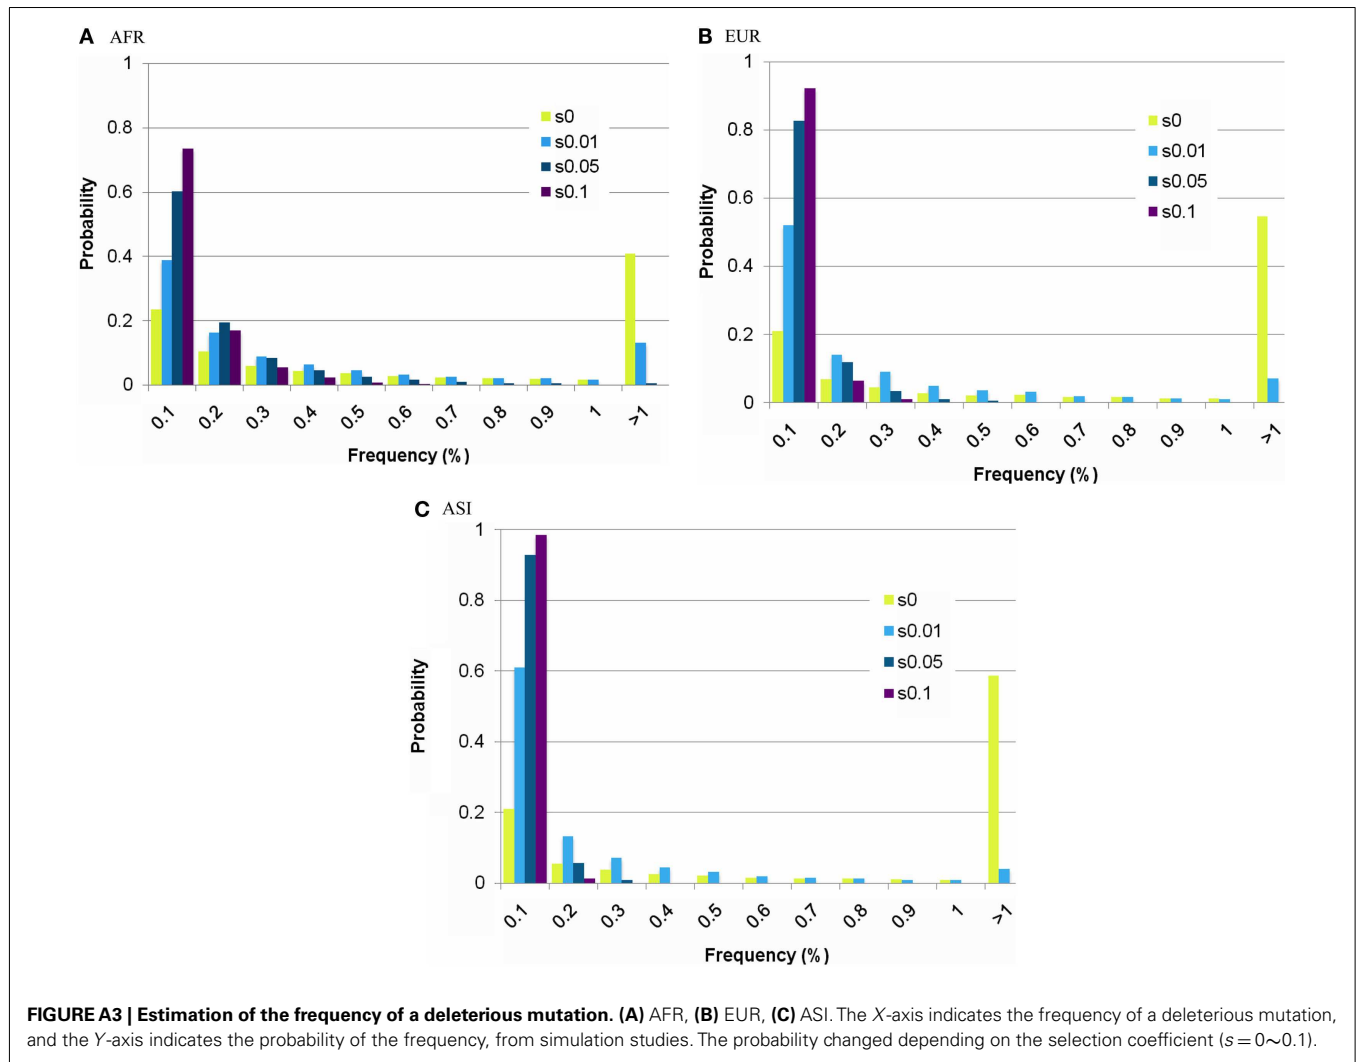 A AFR
1
0.8
0.6
0.4
0.2
0
Probability
s0
s0.01
s0.05
s0.1
0.1 0.2 0.3 0.4 0.5 0.6 0.7 0.8 0.9 1 >1
Frequency (%)
B EUR
1
0.8
0.6
0.4
0.2
0
Probability
s0
s0.01
s0.05
s0.1
0.1 0.2 0.3 0.4 0.5 0.6 0.7 0.8 0.9 1 >1
Frequency (%)
C ASI
1
0.8
0.6
0.4
0.2
0
Probability
s0
s0.01
s0.05
s0.1
0.1 0.2 0.3 0.4 0.5 0.6 0.7 0.8 0.9 1 >1
Frequency (%)
FIGURE A3 | Estimation of the frequency of a deleterious mutation. (A) AFR, (B) EUR, (C) ASI. The X-axis indicates the frequency of a deleterious mutation,
and the Y-axis indicates the probability of the frequency, from simulation studies. The probability changed depending on the selection coefficient (s = 0∼0.1).